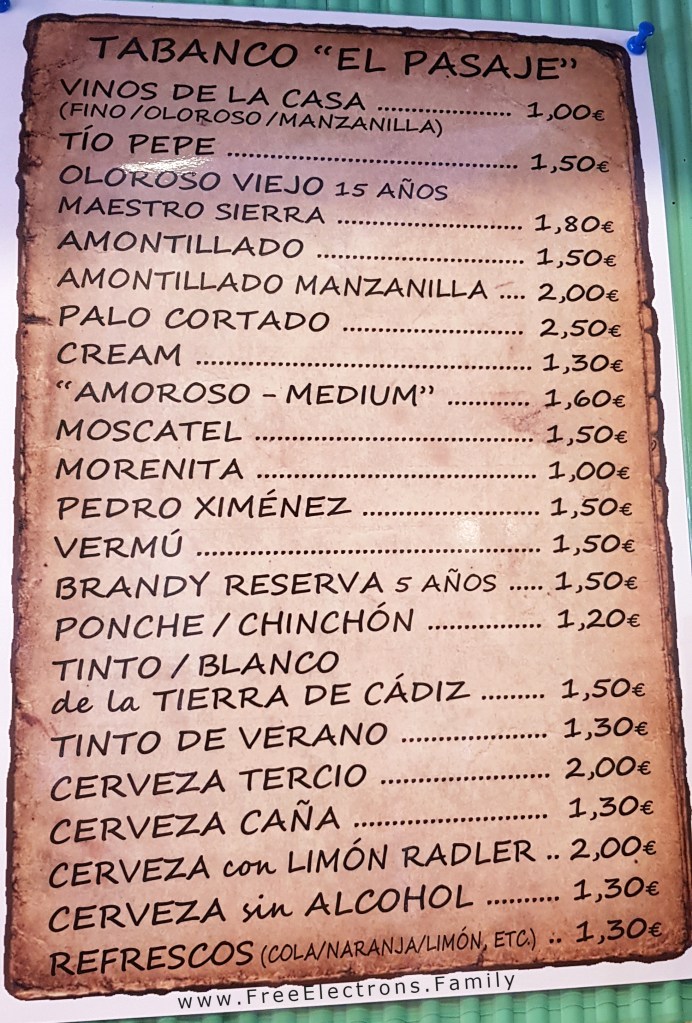 TABANCO “EL PASAJE”
VINOS DE LA CASA .................. 1,00€
(FINO/OLOROSO/MANZANILLA)
TÍO PEPE ....................................... 1,50€
OLOROSO VIEJO 15 AÑOS
MAESTRO SIERRA ......................... 1,80€
AMONTILLADO ............................ 1,50€
AMONTILLADO MANZANILLA .... 2,00€
PALO CORTADO ........................ 2,50€
CREAM ............................................. 1,30€
“AMOROSO - MEDIUM” ........... 1,60€
MOSCATEL ..................................... 1,50€
MORENITA ..................................... 1,00€
PEDRO XIMÉNEZ ....................... 1,50€
VERMÚ ............................................. 1,50€
BRANDY RESERVA 5 AÑOS ..... 1,50€
PONCHE / CHINCHÓN ............... 1,20€
TINTO / BLANCO
de la TIERRA DE CÁDIZ ......... 1,50€
TINTO DE VERANO ................... 1,30€
CERVEZA TERCIO ...................... 2,00€
CERVEZA CAÑA ......................... 1,30€
CERVEZA con LIMÓN RADLER .. 2,00€
CERVEZA sin ALCOHOL .......... 1,30€
REFRESCOS (COLA/NARANJA/LIMÓN, ETC.) .. 1,30€
www.FreeElectrons.Family